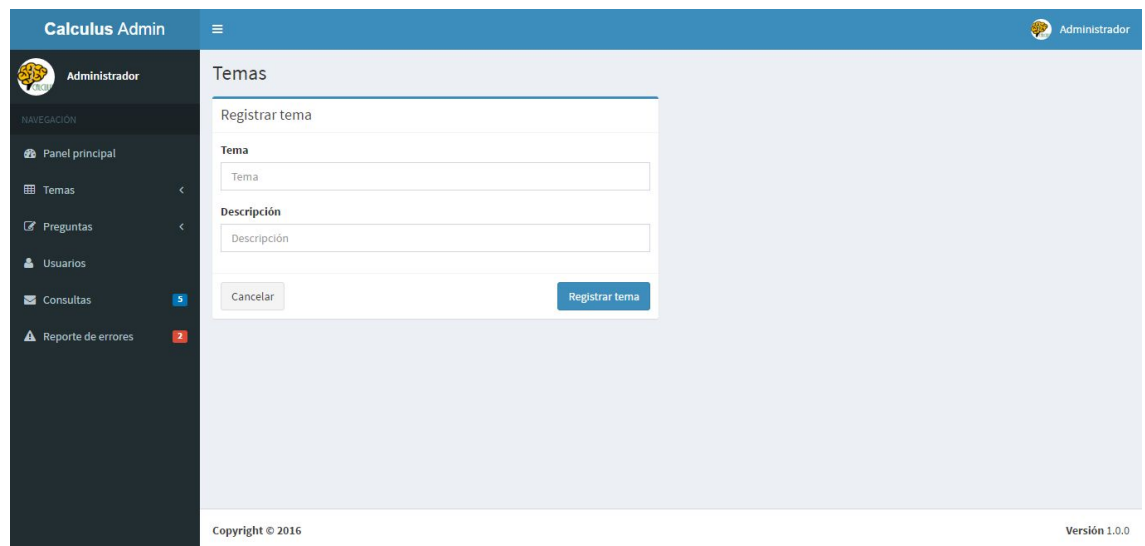 Calculus Admin
Administrador
Administrador
NAVEGACIÓN
Panel principal
Temas
Preguntas
Usuarios
Consultas 5
Reporte de errores 2
Temas
Registrar tema
Tema
Tema
Descripción
Descripción
Cancelar Registrar tema
Copyright © 2016 Versión 1.0.0